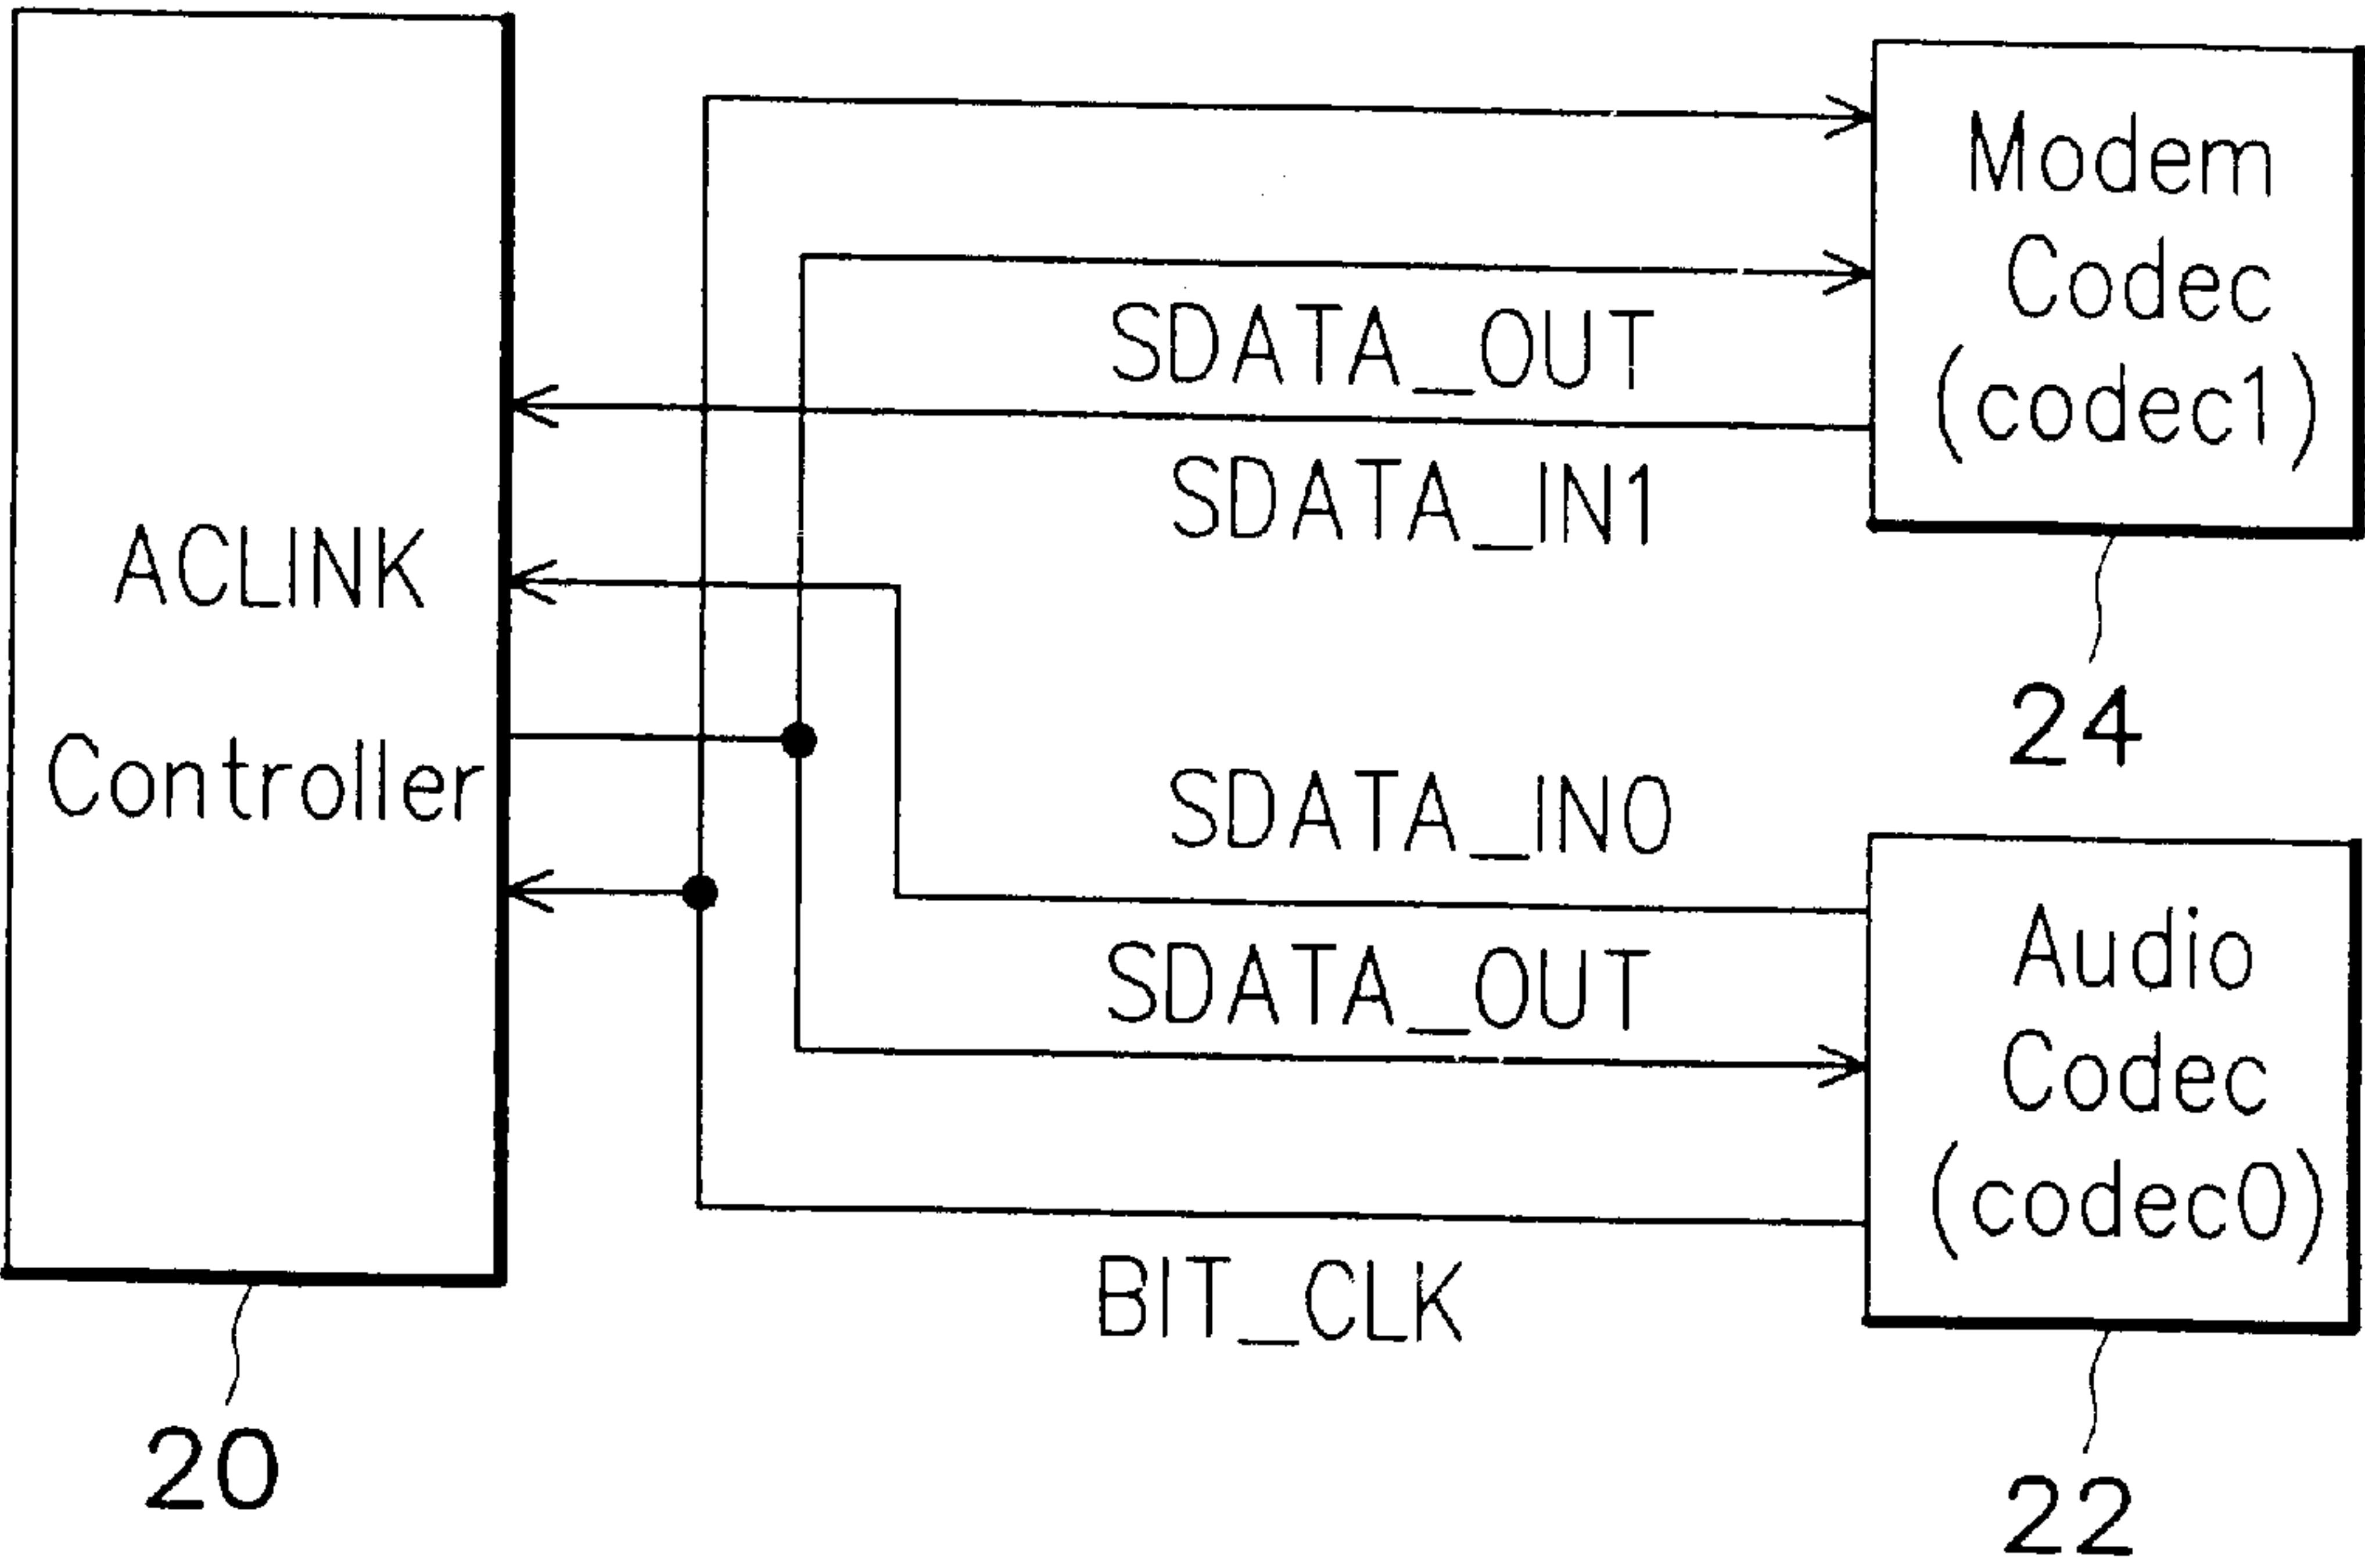 ACLINK
Controller
20
Modem
Codec
(codec1)
24
SDATA_OUT
SDATA_IN1
SDATA_IN0
SDATA_OUT
BIT_CLK
Audio
Codec
(codec0)
22